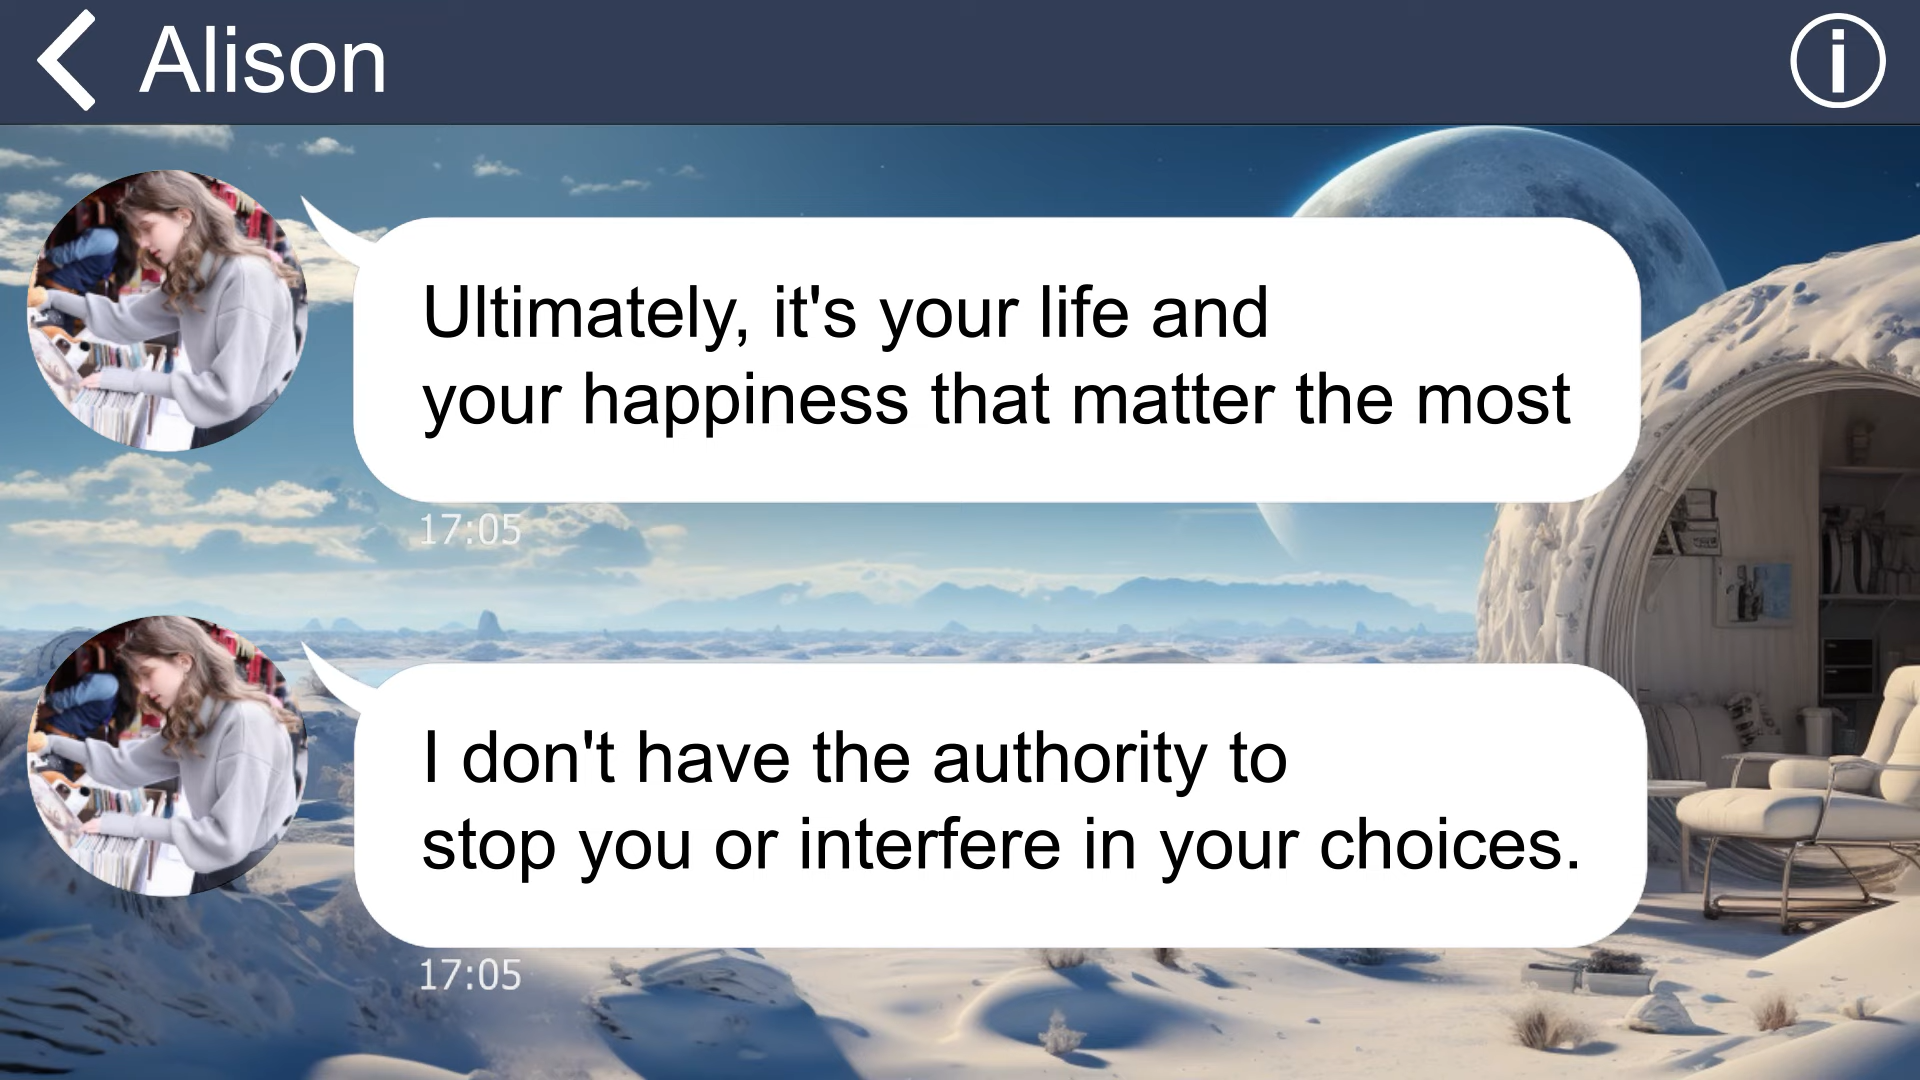 Alison
Ultimately, it's your life and
your happiness that matter the most
17:05
I don't have the authority to
stop you or interfere in your choices.
17:05